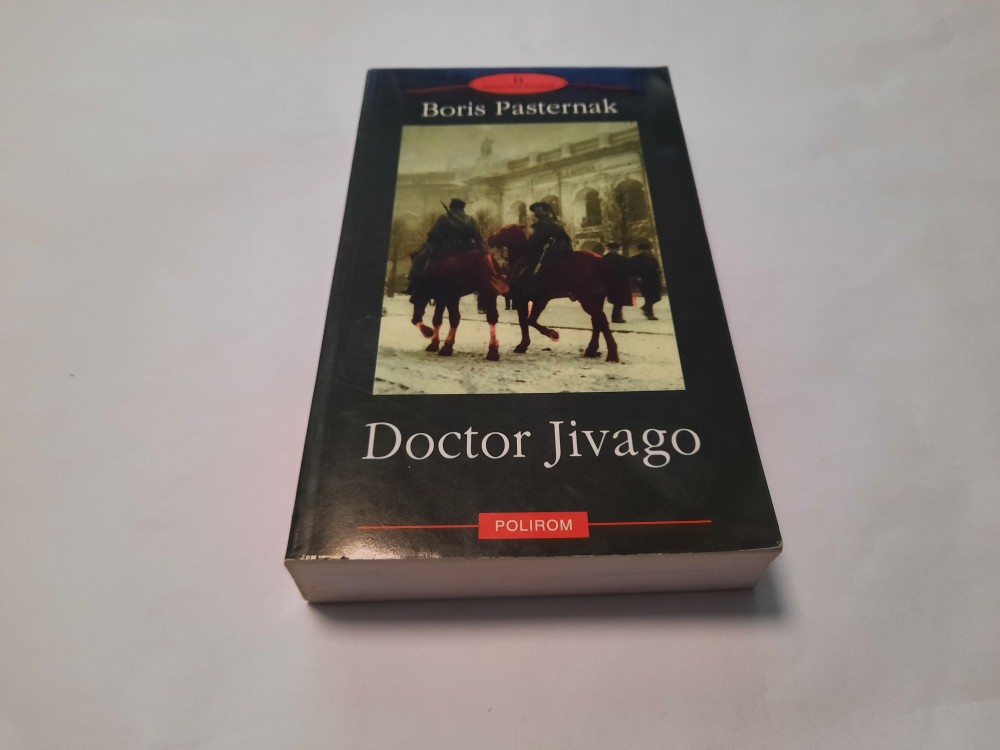 B
Boris Pasternak
Doctor Jivago
POLIROM